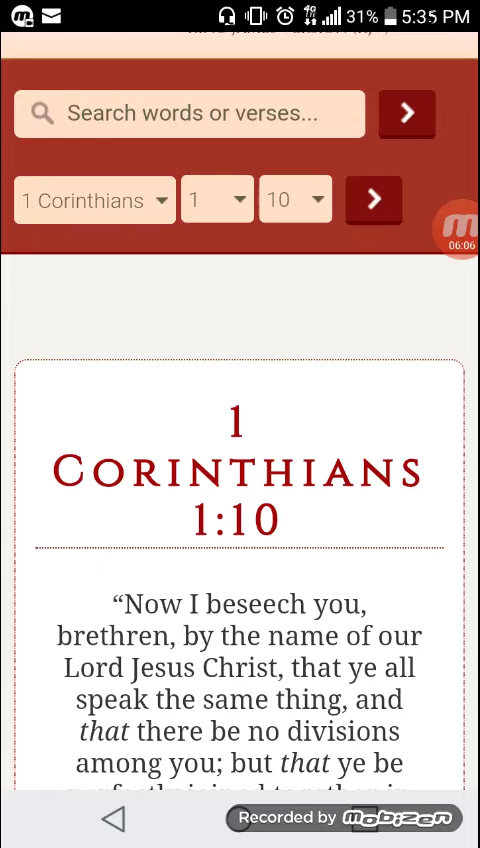 4G 31% 5:35 PM
Search words or verses...
1 Corinthians 1 10
06:06
1
CORINTHIANS
1:10
“Now I beseech you,
brethren, by the name of our
Lord Jesus Christ, that ye all
speak the same thing, and
that there be no divisions
among you; but that ye be
Recorded by mobizen